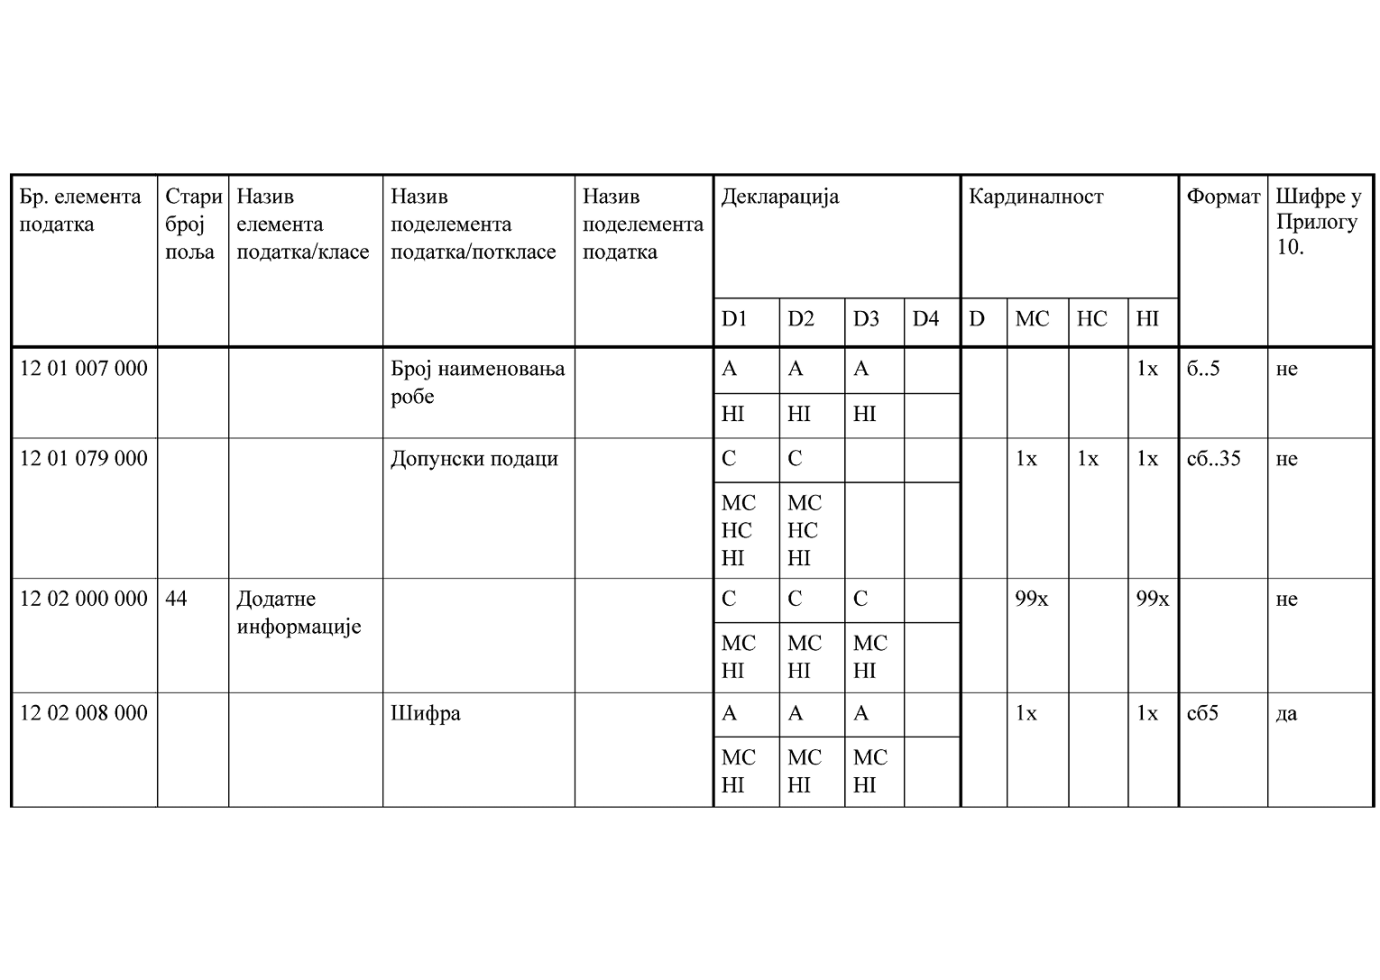 Бр. елемента
податка
Стари
број
поља
Назив
елемента
податка/класе
Назив
поделемента
податка/поткласе
Назив
поделемента
податка
Декларација
Кардиналност
Формат
Шифре у
Прилогу
10.
D1 D2 D3 D4 D MC HC HI
12 01 007 000
Број наименовања
робе
A A A
HI HI HI
1x
б..5
не
12 01 079 000
Допунски подаци
C C
MC MC
HC HC
HI HI
1x 1x 1x
сб..35
не
12 02 000 000
44
Додатне
информације
C C C
MC MC MC
HI HI HI
99x 99x
не
12 02 008 000
Шифра
A A A
MC MC MC
HI HI HI
1x 1x
сб5
да